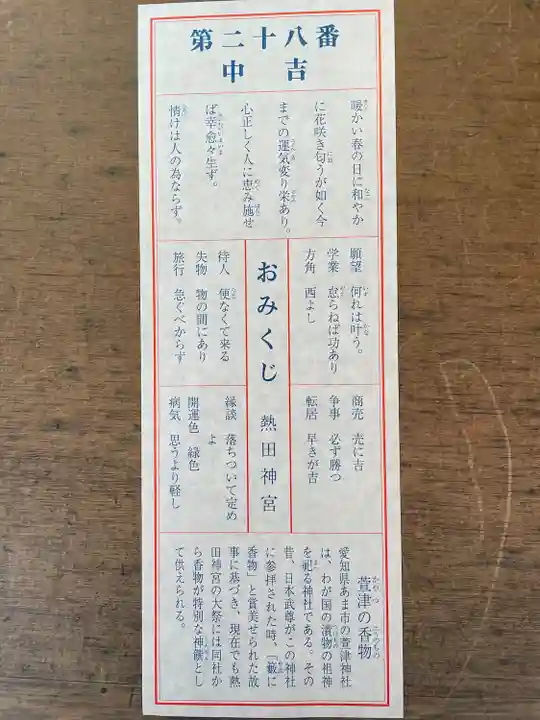 第二十八番
中吉
暖かい春の日に和やか
に花咲き匂うが如く今
までの運気変り栄あり。
心正しく人に恵み施せ
ば幸愈々生ず。
情けは人の為ならず。
願望 何れは叶う。
学業 怠らねば功あり
方角 西よし
おみくじ 熱田神宮
待人 便なくて来る
失物 物の間にあり
旅行 急ぐべからず
商売 売に吉
争事 必ず勝つ
転居 早きが吉
縁談 落ちついて定め
よ
開運色 緑色
病気 思うより軽し
萱津の香物
愛知県あま市の萱津神社
は、わが国の漬物の祖神
を祀る神社である。その
昔、日本武尊がこの神社
に参拝された時、「藪に
香物」と賞美せられた故
事に基づき、現在でも熱
田神宮の大祭には同社か
ら香物が特別な神饌とし
て供えられる。